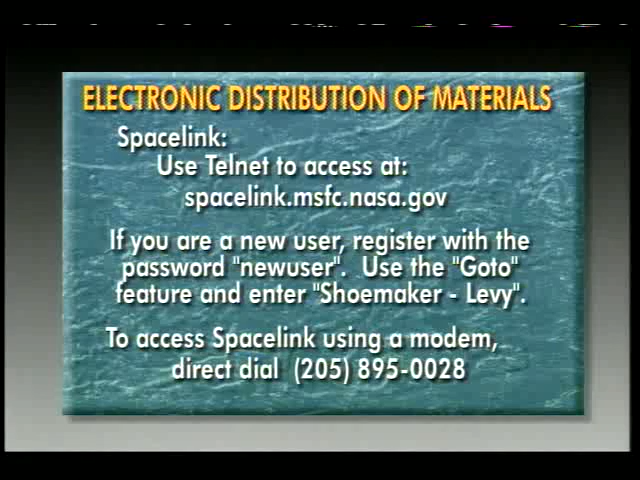 ELECTRONIC DISTRIBUTION OF MATERIALS
Spacelink:
Use Telnet to access at:
spacelink.msfc.nasa.gov
If you are a new user, register with the
password "newuser". Use the "Goto"
feature and enter "Shoemaker - Levy".
To access Spacelink using a modem,
direct dial (205) 895-0028